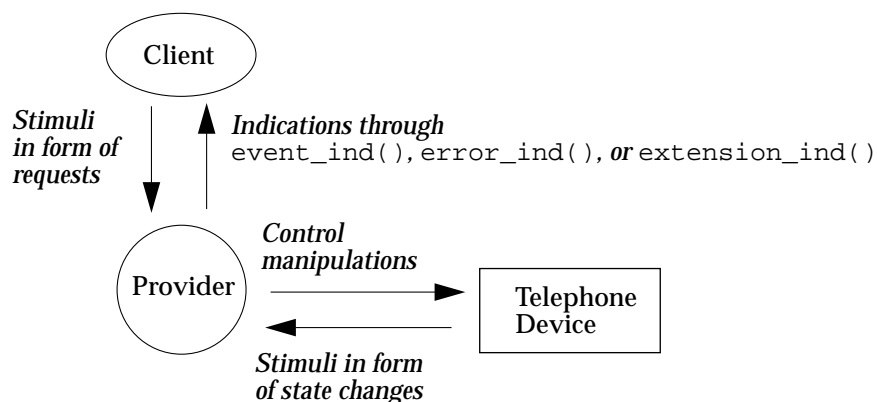 Client
Stimuli
in form of
requests
Indications through
event_ind(), error_ind(), or extension_ind()
Control
manipulations
Provider
Telephone
Device
Stimuli in form
of state changes